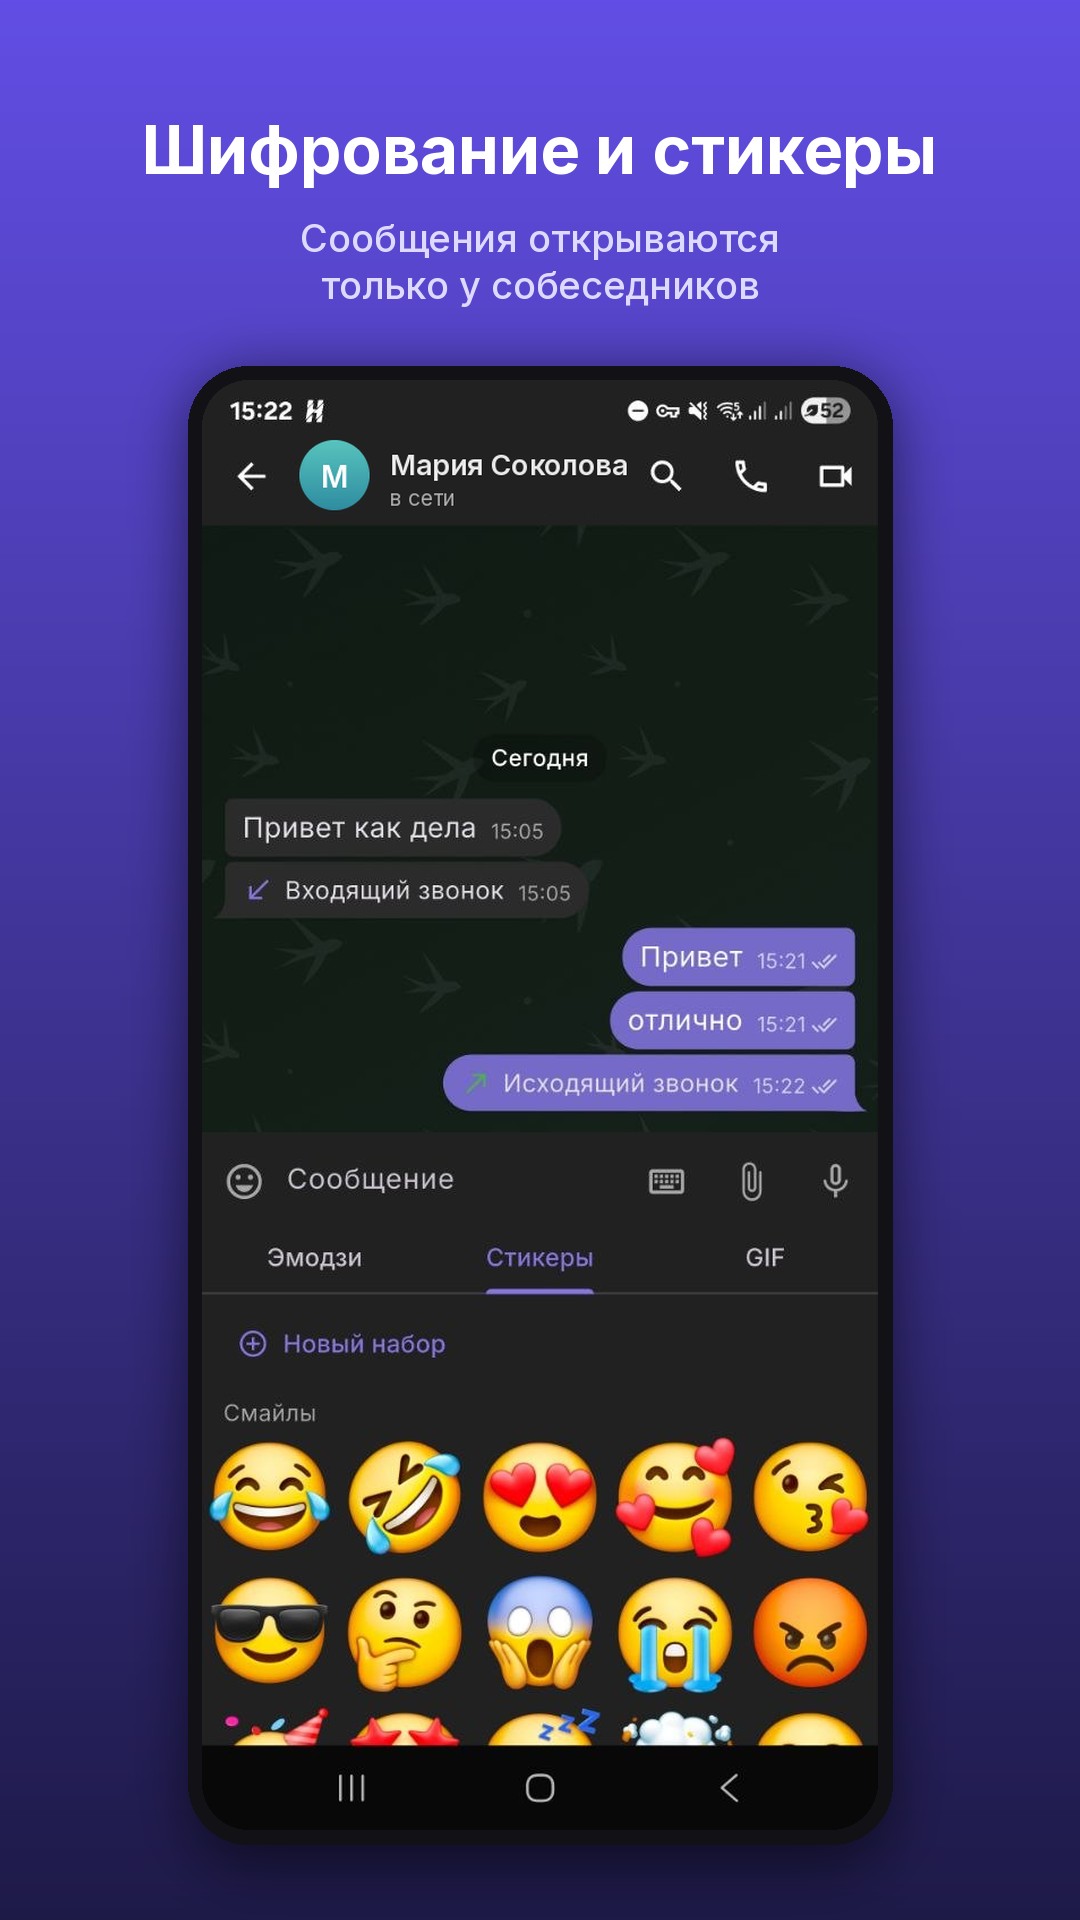 Шифрование и стикеры
Сообщения открываются
только у собеседников
15:22
52
М
Мария Соколова
в сети
Сегодня
Привет как дела 15:05
Входящий звонок 15:05
Привет 15:21
отлично 15:21
Исходящий звонок 15:22
Сообщение
Эмодзи Стикеры GIF
Новый набор
Смайлы